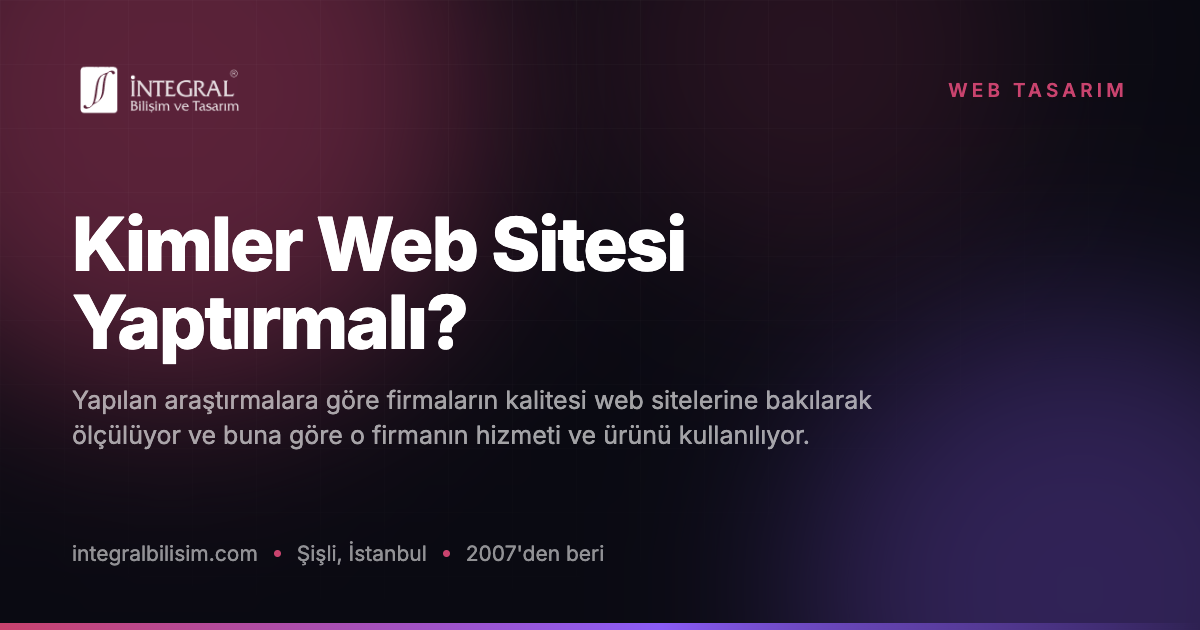 İNTEGRAL®
Bilişim ve Tasarım
WEB TASARIM
Kimler Web Sitesi
Yaptırmalı?
Yapılan araştırmalara göre firmaların kalitesi web sitelerine bakılarak
ölçülüyor ve buna göre o firmanın hizmeti ve ürünü kullanılıyor.
integralbilisim.com • Şişli, İstanbul • 2007'den beri